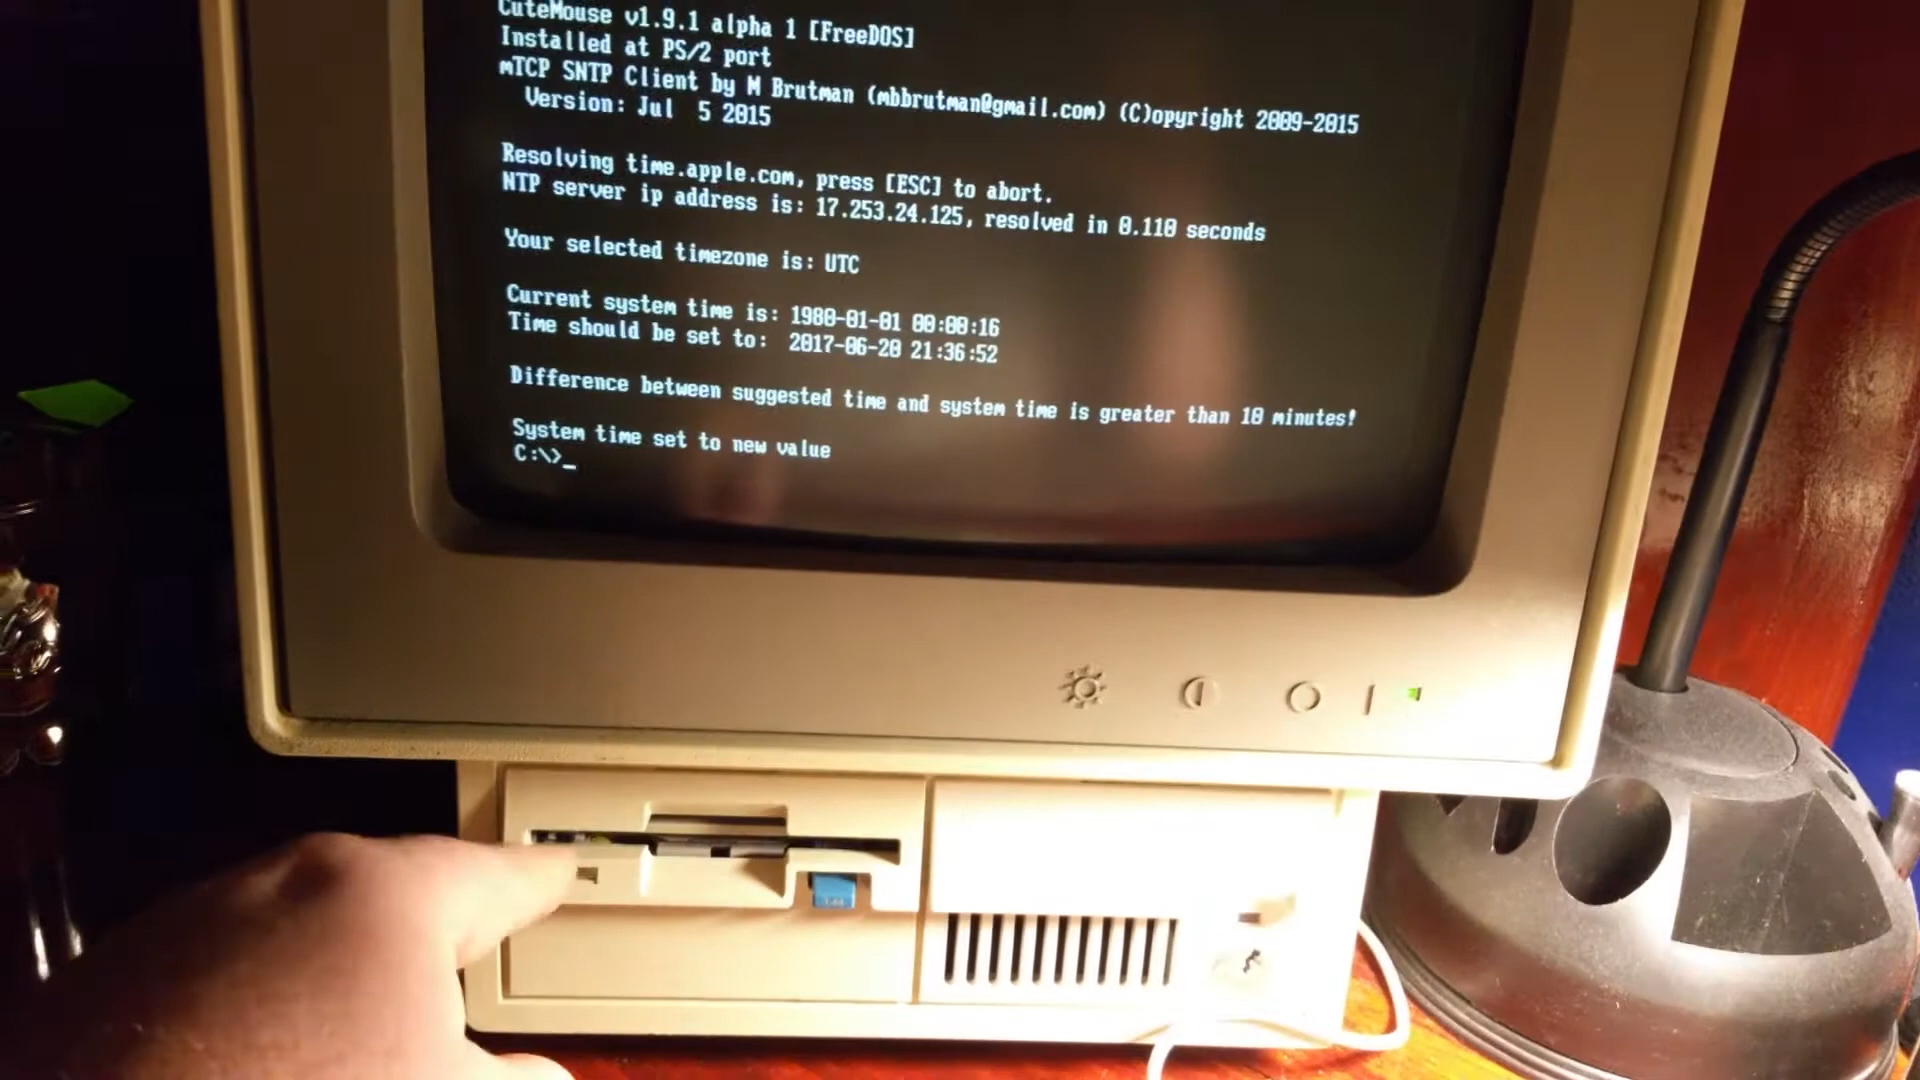 CuteMouse v1.9.1 alpha 1 [FreeDOS]
Installed at PS/2 port
mTCP SNTP Client by M Brutman (mbbrutman@gmail.com) (C)opyright 2009-2015
Version: Jul 5 2015
Resolving time.apple.com, press [ESC] to abort.
NTP server ip address is: 17.253.24.125, resolved in 0.110 seconds
Your selected timezone is: UTC
Current system time is: 1980-01-01 00:00:16
Time should be set to: 2017-06-20 21:36:52
Difference between suggested time and system time is greater than 10 minutes!
System time set to new value
C:\>_